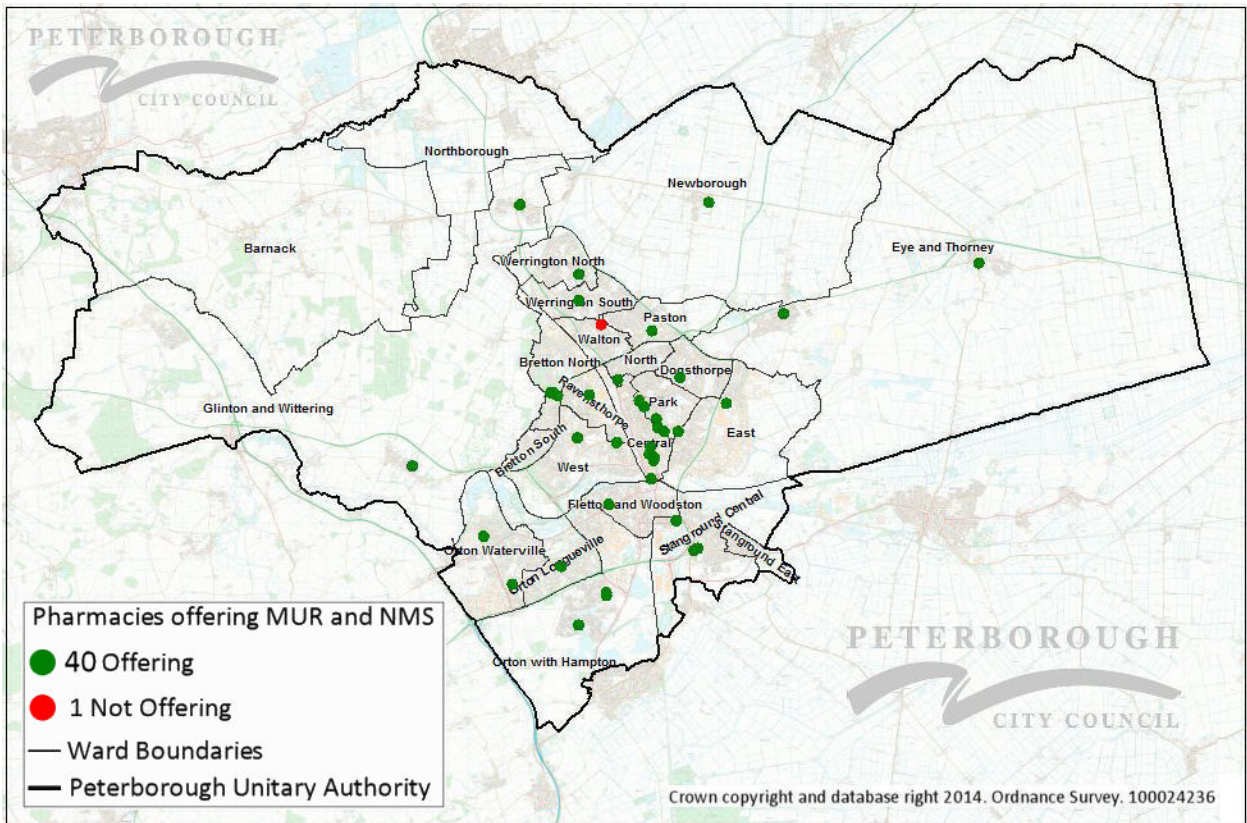 PETERBOROUGH
CITY COUNCIL
Northborough
Newborough
Barnack
Eye and Thorney
Werrington North
Werrington South
Paston
Walton
Bretton North
North
Dogsthorpe
Ravensthorpe
Park
Glinton and Wittering
East
Bretton South
Central
West
Fletton and Woodston
Stanground Central
Stanground East
Orton Waterville
Orton Longueville
Orton with Hampton
Pharmacies offering MUR and NMS
40 Offering
1 Not Offering
Ward Boundaries
Peterborough Unitary Authority
PETERBOROUGH
CITY COUNCIL
Crown copyright and database right 2014. Ordnance Survey. 100024236